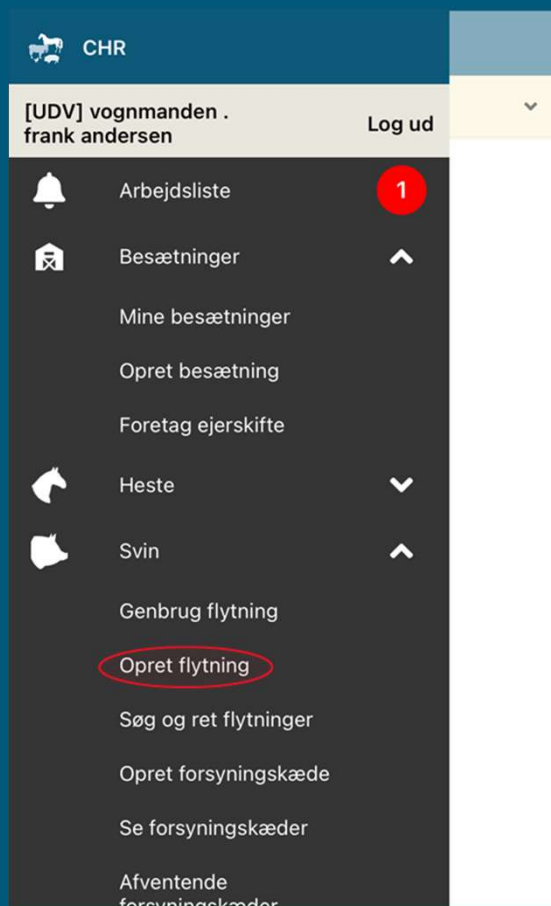 CHR
[UDV] vognmanden .
frank andersen
Log ud
Arbejdsliste
1
Besætninger
Mine besætninger
Opret besætning
Foretag ejerskifte
Heste
Svin
Genbrug flytning
Opret flytning
Søg og ret flytninger
Opret forsyningskæde
Se forsyningskæder
Afventende
forsyningskæder